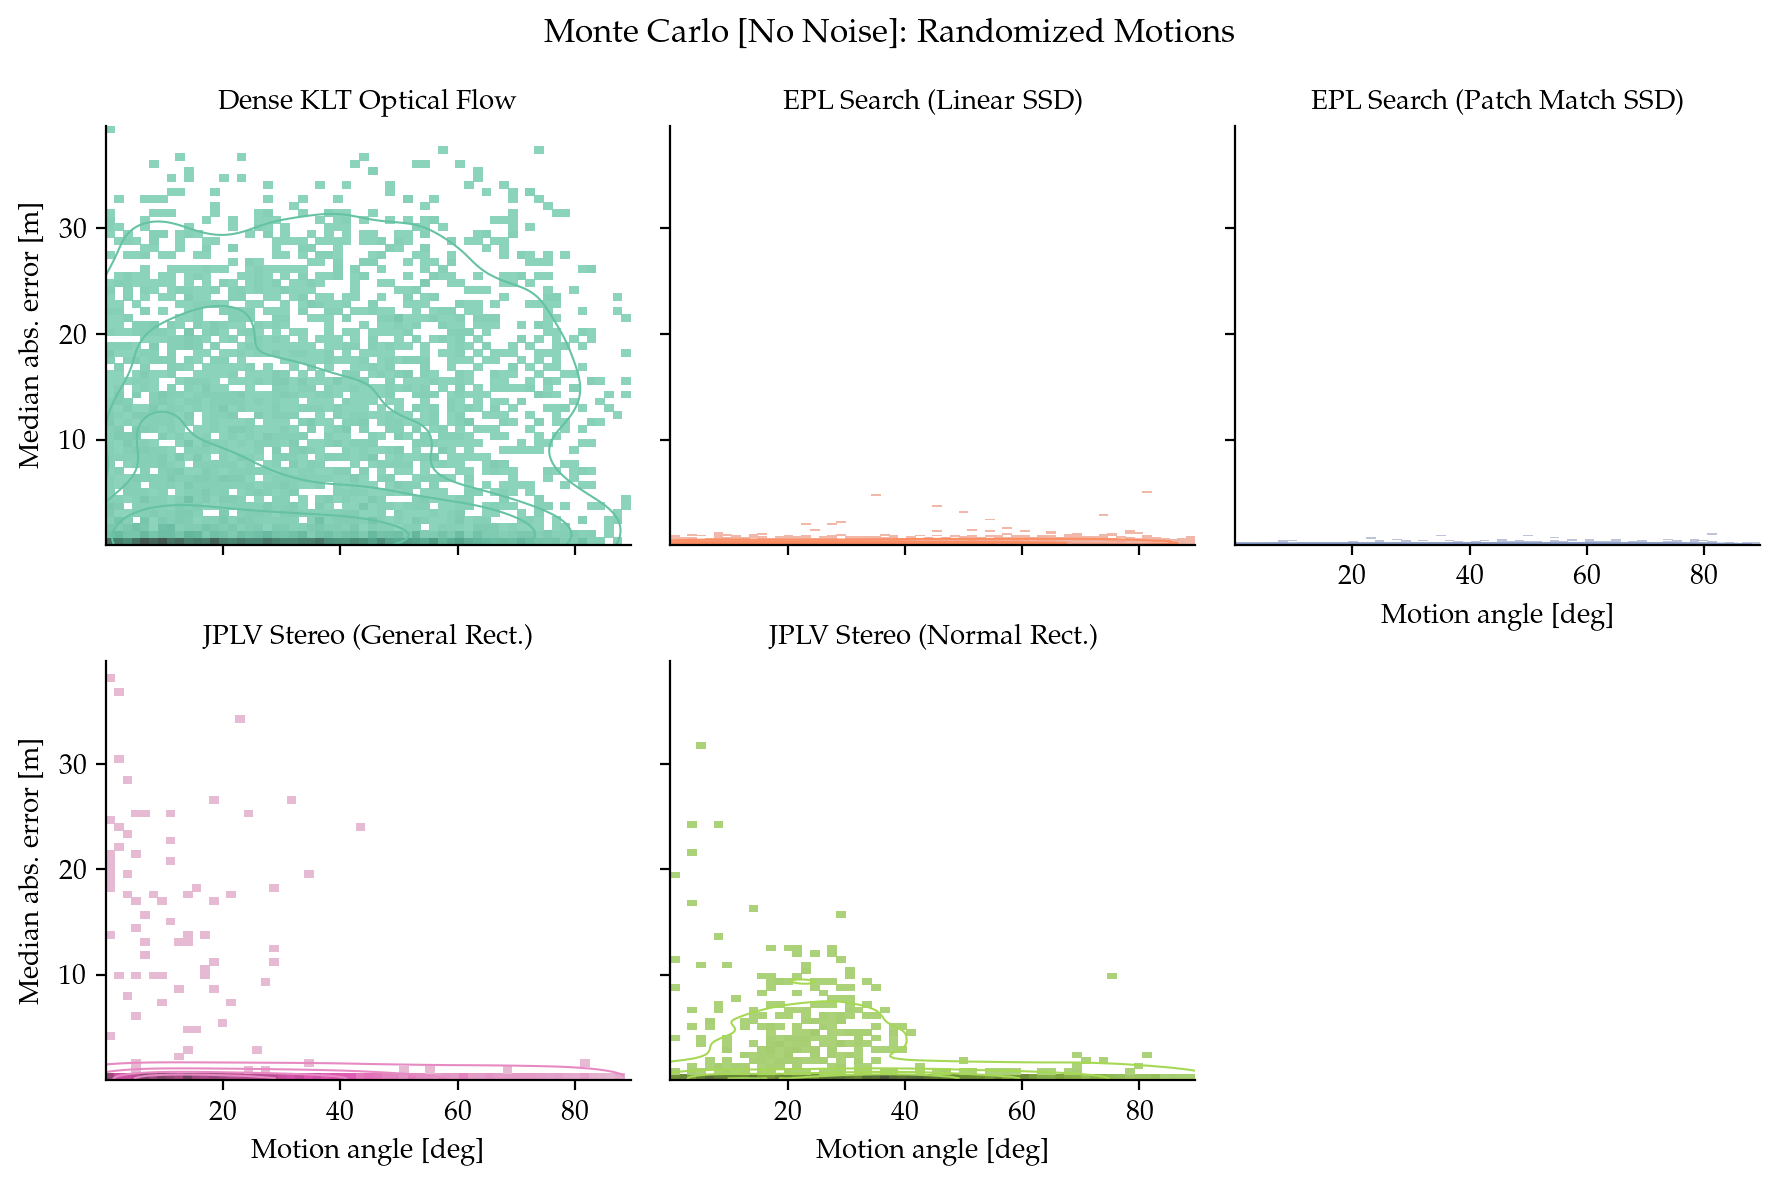 Monte Carlo [No Noise]: Randomized Motions
Dense KLT Optical Flow
EPL Search (Linear SSD)
EPL Search (Patch Match SSD)
Median abs. error [m]
30
20
10
20 40 60 80
Motion angle [deg]
JPLV Stereo (General Rect.)
JPLV Stereo (Normal Rect.)
Median abs. error [m]
30
20
10
20 40 60 80
20 40 60 80
Motion angle [deg]
Motion angle [deg]